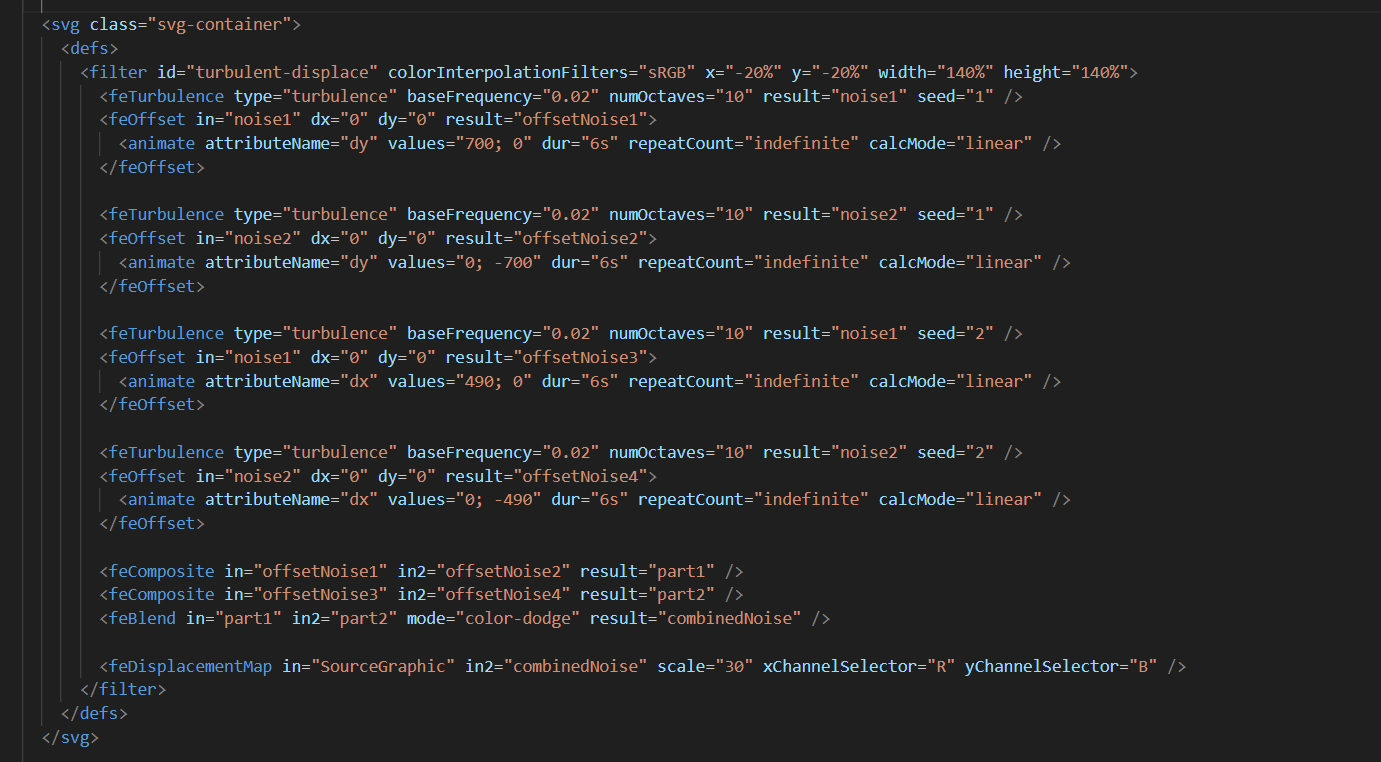 <svg class="svg-container">
<defs>
<filter id="turbulent-displace" colorInterpolationFilters="sRGB" x="-20%" y="-20%" width="140%" height="140%">
<feTurbulence type="turbulence" baseFrequency="0.02" numOctaves="10" result="noise1" seed="1" />
<feOffset in="noise1" dx="0" dy="0" result="offsetNoise1">
<animate attributeName="dy" values="700; 0" dur="6s" repeatCount="indefinite" calcMode="linear" />
</feOffset>
<feTurbulence type="turbulence" baseFrequency="0.02" numOctaves="10" result="noise2" seed="1" />
<feOffset in="noise2" dx="0" dy="0" result="offsetNoise2">
<animate attributeName="dy" values="0; -700" dur="6s" repeatCount="indefinite" calcMode="linear" />
</feOffset>
<feTurbulence type="turbulence" baseFrequency="0.02" numOctaves="10" result="noise1" seed="2" />
<feOffset in="noise1" dx="0" dy="0" result="offsetNoise3">
<animate attributeName="dx" values="490; 0" dur="6s" repeatCount="indefinite" calcMode="linear" />
</feOffset>
<feTurbulence type="turbulence" baseFrequency="0.02" numOctaves="10" result="noise2" seed="2" />
<feOffset in="noise2" dx="0" dy="0" result="offsetNoise4">
<animate attributeName="dx" values="0; -490" dur="6s" repeatCount="indefinite" calcMode="linear" />
</feOffset>
<feComposite in="offsetNoise1" in2="offsetNoise2" result="part1" />
<feComposite in="offsetNoise3" in2="offsetNoise4" result="part2" />
<feBlend in="part1" in2="part2" mode="color-dodge" result="combinedNoise" />
<feDisplacementMap in="SourceGraphic" in2="combinedNoise" scale="30" xChannelSelector="R" yChannelSelector="B" />
</filter>
</defs>
</svg>